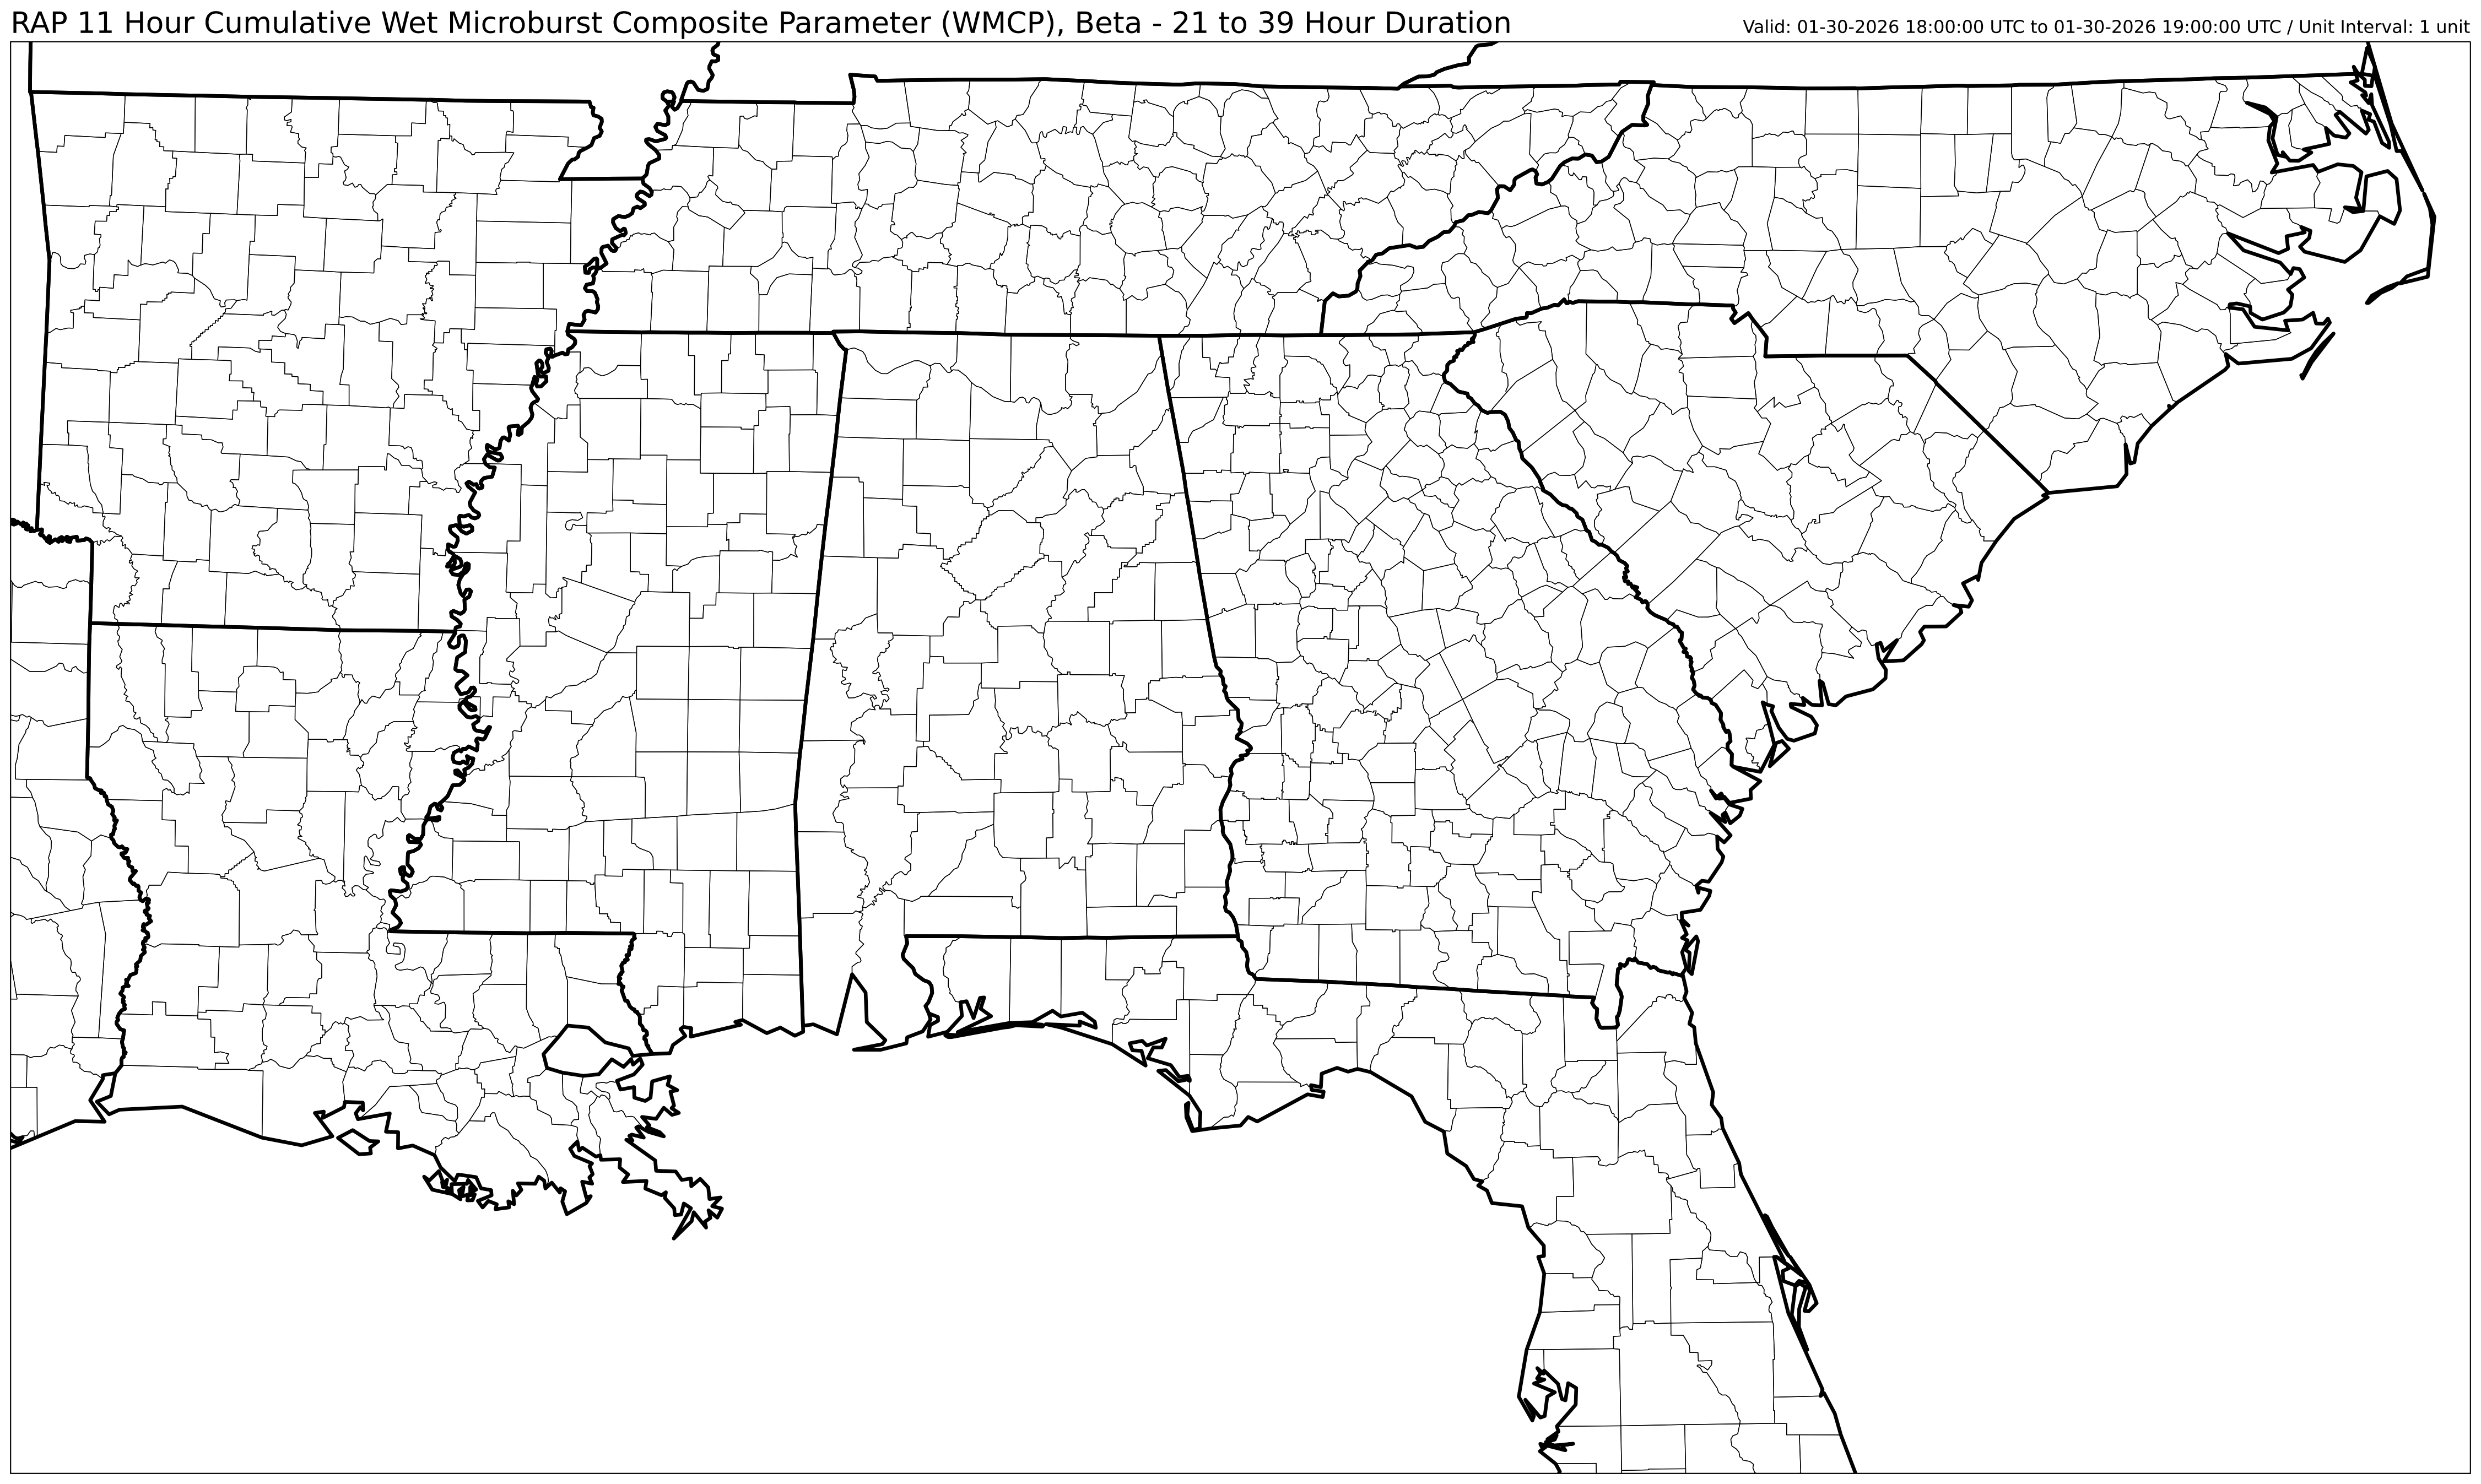 RAP 11 Hour Cumulative Wet Microburst Composite Parameter (WMCP), Beta - 21 to 39 Hour Duration
Valid: 01-30-2026 18:00:00 UTC to 01-30-2026 19:00:00 UTC / Unit Interval: 1 unit